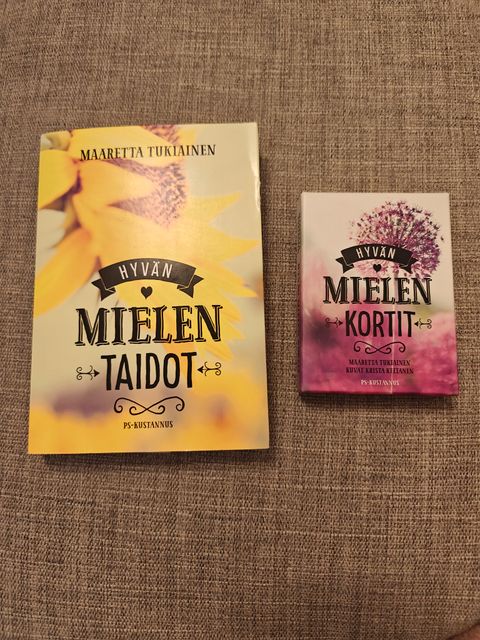 MAARETTA TUKIAINEN
HYVÄN
MIELEN
TAIDOT
PS-KUSTANNUS
HYVÄN
MIELEN
KORTIT
MAARETTA TUKIAINEN
KUVAT KRISTA KELTANEN
PS-KUSTANNUS